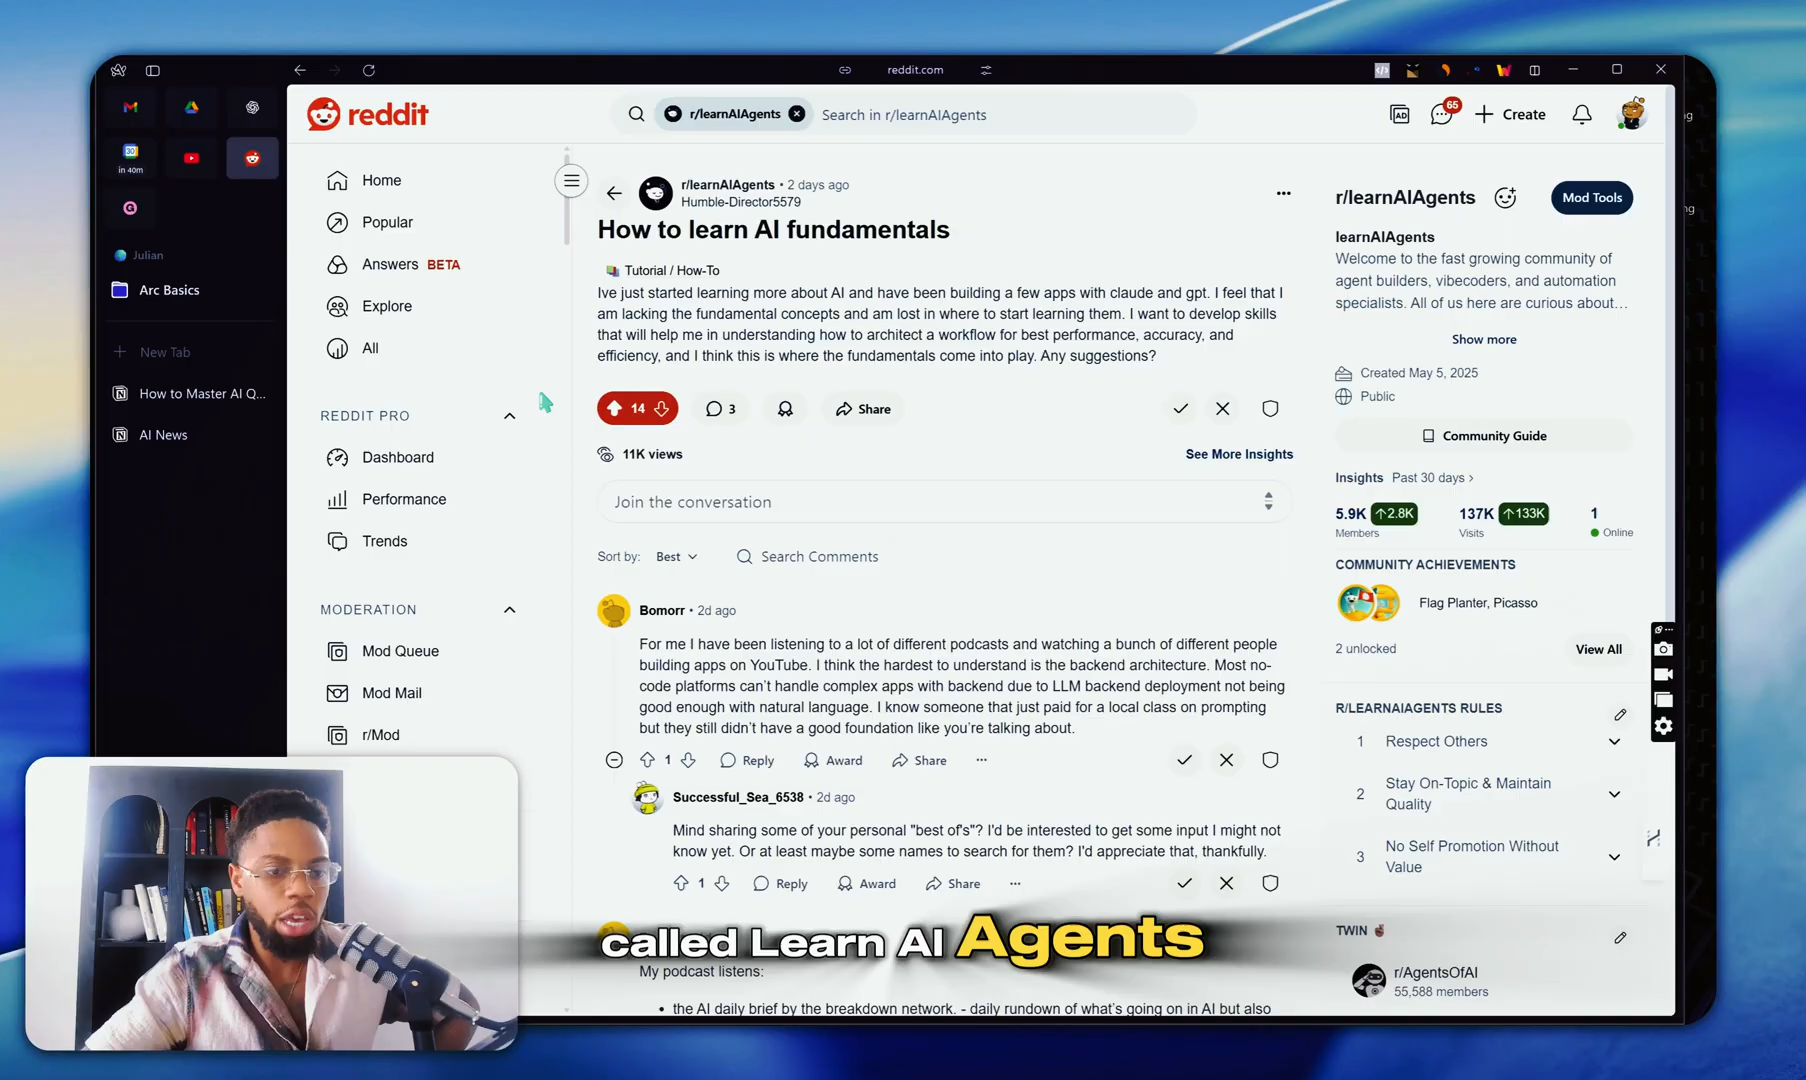 reddit.com
30
in 40m
Julian
Arc Basics
New Tab
How to Master AI Q...
AI News
reddit
r/learnAIAgents
Search in r/learnAIAgents
AD
65
Create
Home
Popular
Answers BETA
Explore
All
REDDIT PRO
Dashboard
Performance
Trends
MODERATION
Mod Queue
Mod Mail
r/Mod
r/learnAIAgents • 2 days ago
Humble-Director5579
How to learn AI fundamentals
Tutorial / How-To
Ive just started learning more about AI and have been building a few apps with claude and gpt. I feel that I
am lacking the fundamental concepts and am lost in where to start learning them. I want to develop skills
that will help me in understanding how to architect a workflow for best performance, accuracy, and
efficiency, and I think this is where the fundamentals come into play. Any suggestions?
14
3
Share
11K views
See More Insights
Join the conversation
Sort by: Best
Search Comments
Bomorr • 2d ago
For me I have been listening to a lot of different podcasts and watching a bunch of different people
building apps on YouTube. I think the hardest to understand is the backend architecture. Most no-
code platforms can't handle complex apps with backend due to LLM backend deployment not being
good enough with natural language. I know someone that just paid for a local class on prompting
but they still didn't have a good foundation like you're talking about.
1 Reply Award Share
Successful_Sea_6538 • 2d ago
Mind sharing some of your personal "best of's"? I'd be interested to get some input I might not
know yet. Or at least maybe some names to search for them? I'd appreciate that, thankfully.
1 Reply Award Share
called Learn AI Agents
My podcast listens:
• the AI daily brief by the breakdown network. - daily rundown of what's going on in AI but also
r/learnAIAgents
Mod Tools
learnAIAgents
Welcome to the fast growing community of
agent builders, vibecoders, and automation
specialists. All of us here are curious about...
Show more
Created May 5, 2025
Public
Community Guide
Insights Past 30 days >
5.9K ↑2.8K 137K ↑133K 1
Members Visits Online
COMMUNITY ACHIEVEMENTS
Flag Planter, Picasso
2 unlocked
View All
R/LEARNAIAGENTS RULES
1 Respect Others
2 Stay On-Topic & Maintain
Quality
3 No Self Promotion Without
Value
TWIN
r/AgentsOfAI
55,588 members